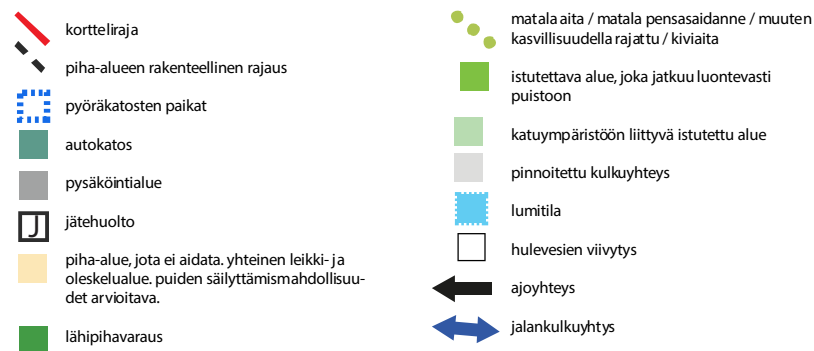 kortteliraja
piha-alueen rakenteellinen rajaus
pyöräkatosten paikat
autokatos
pysäköintialue
J
jätehuolto
piha-alue, jota ei aidata. yhteinen leikki- ja
oleskelualue. puiden säilyttämismahdollisuu-
det arvioitava.
lähipihavaraus
matala aita / matala pensasaidanne / muuten
kasvillisuudella rajattu / kiviaita
istutettava alue, joka jatkuu luontevasti
puistoon
katuympäristöön liittyvä istutettu alue
pinnoitettu kulkuyhteys
lumitila
hulevesien viivytys
ajoyhteys
jalankulkuyhtys